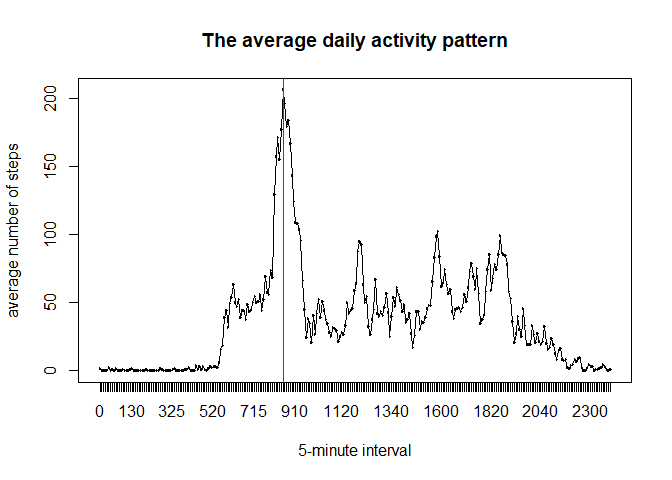 The average daily activity pattern
average number of steps
200
150
100
50
0
0 130 325 520 715 910 1120 1340 1600 1820 2040 2300
5-minute interval